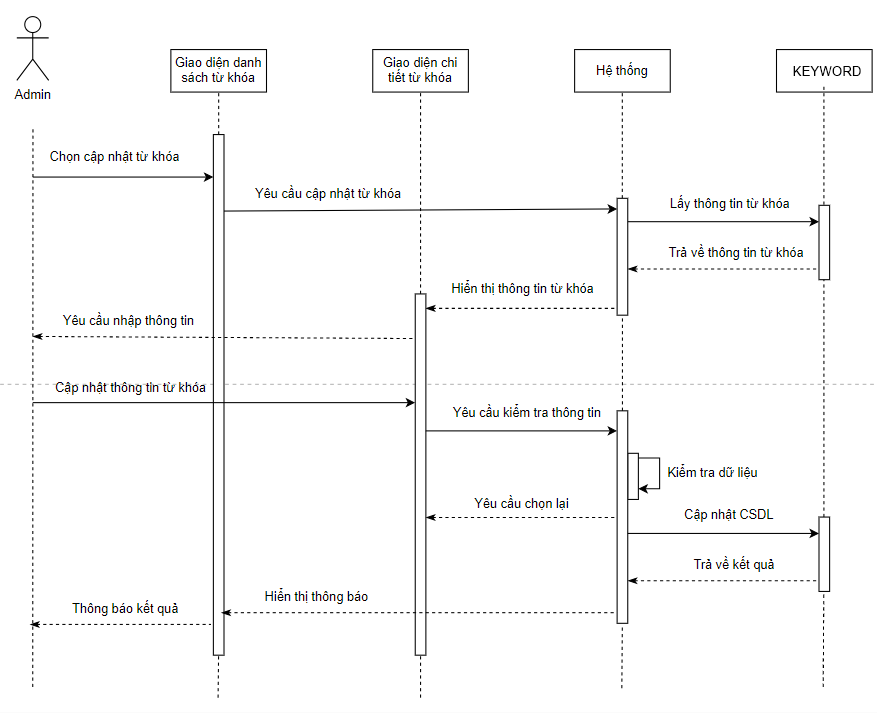 Giao diện danh
sách từ khóa
Giao diện chi
tiết từ khóa
Hệ thống
KEYWORD
Admin
Chọn cập nhật từ khóa
Yêu cầu cập nhật từ khóa
Lấy thông tin từ khóa
Trả về thông tin từ khóa
Hiển thị thông tin từ khóa
Yêu cầu nhập thông tin
Cập nhật thông tin từ khóa
Yêu cầu kiểm tra thông tin
Kiểm tra dữ liệu
Yêu cầu chọn lại
Cập nhật CSDL
Trả về kết quả
Hiển thị thông báo
Thông báo kết quả